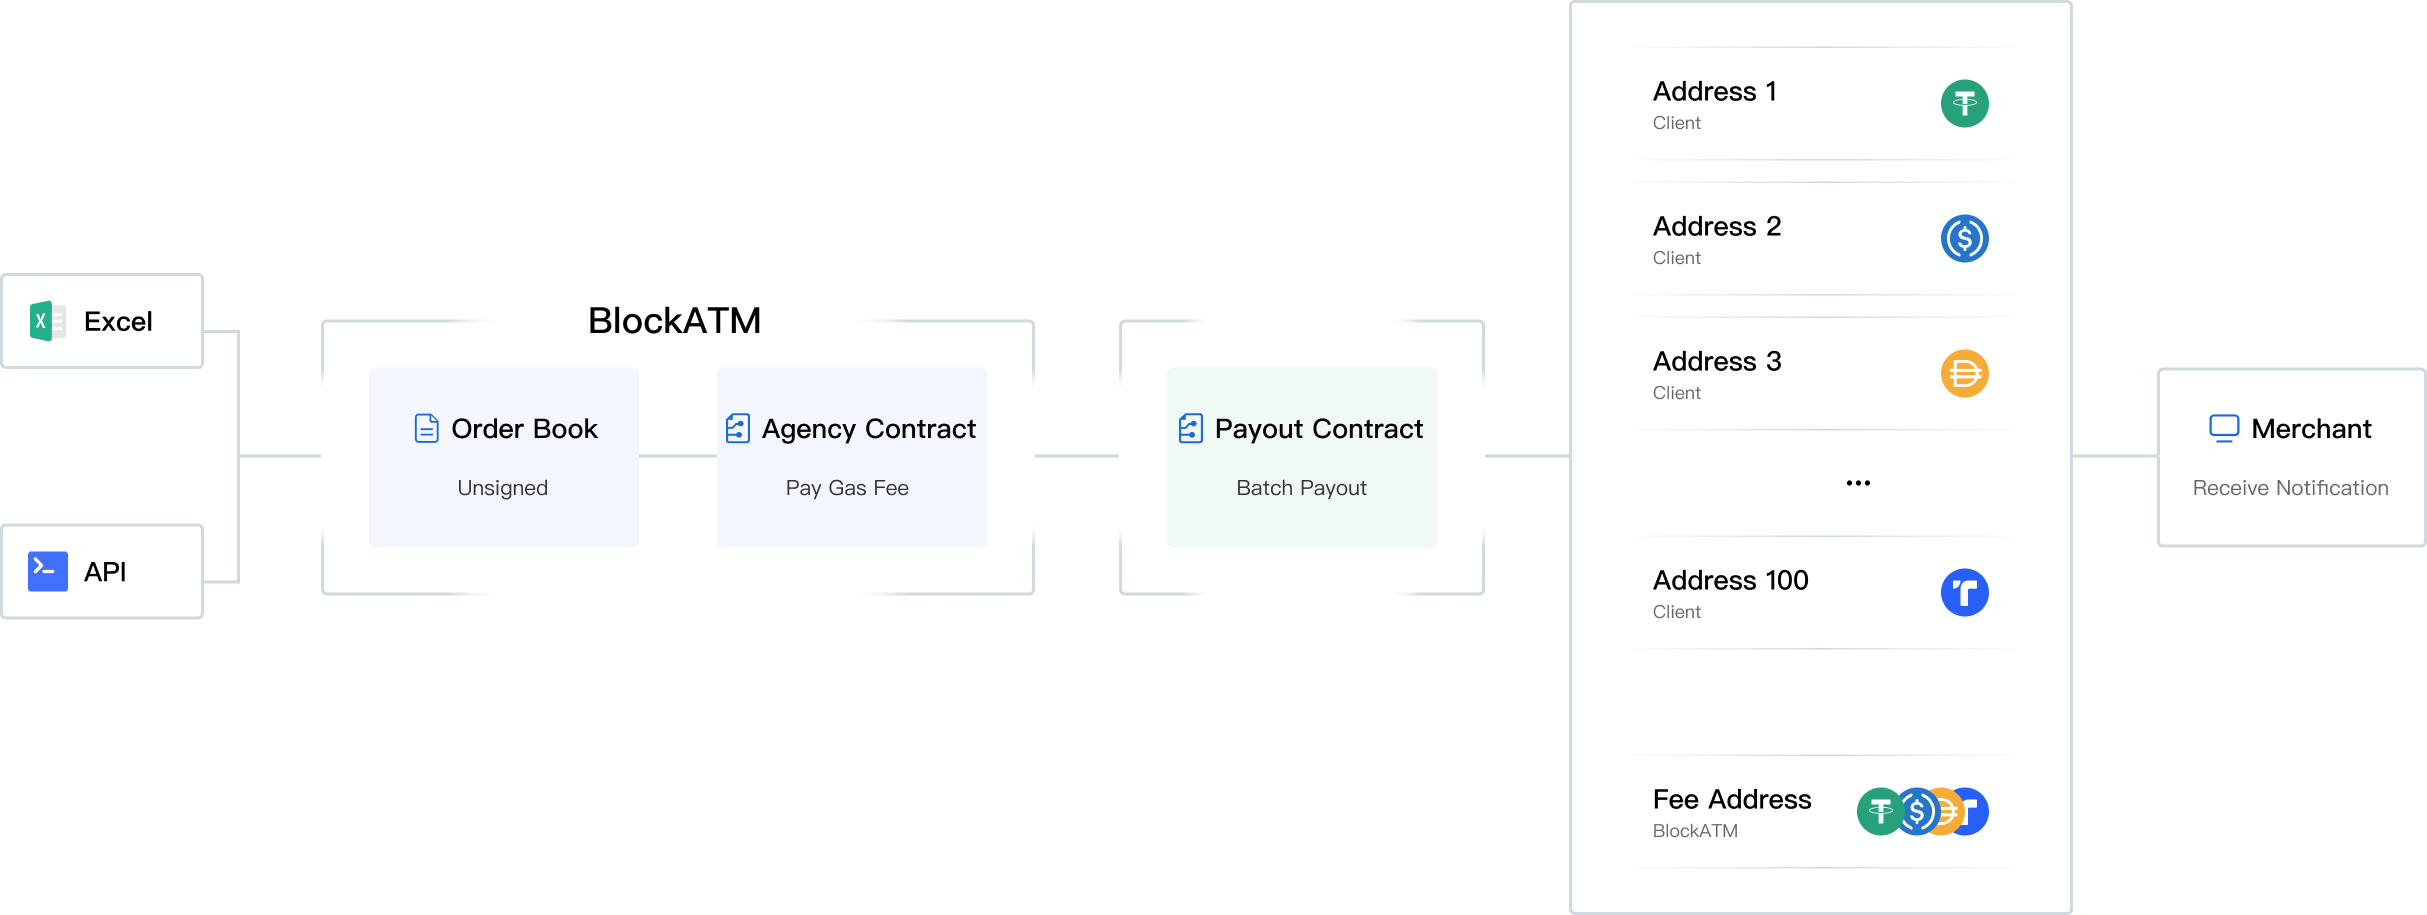 Excel
API
BlockATM
Order Book
Unsigned
Agency Contract
Pay Gas Fee
Payout Contract
Batch Payout
Address 1
Client
Address 2
Client
Address 3
Client
...
Address 100
Client
Fee Address
BlockATM
Merchant
Receive Notification